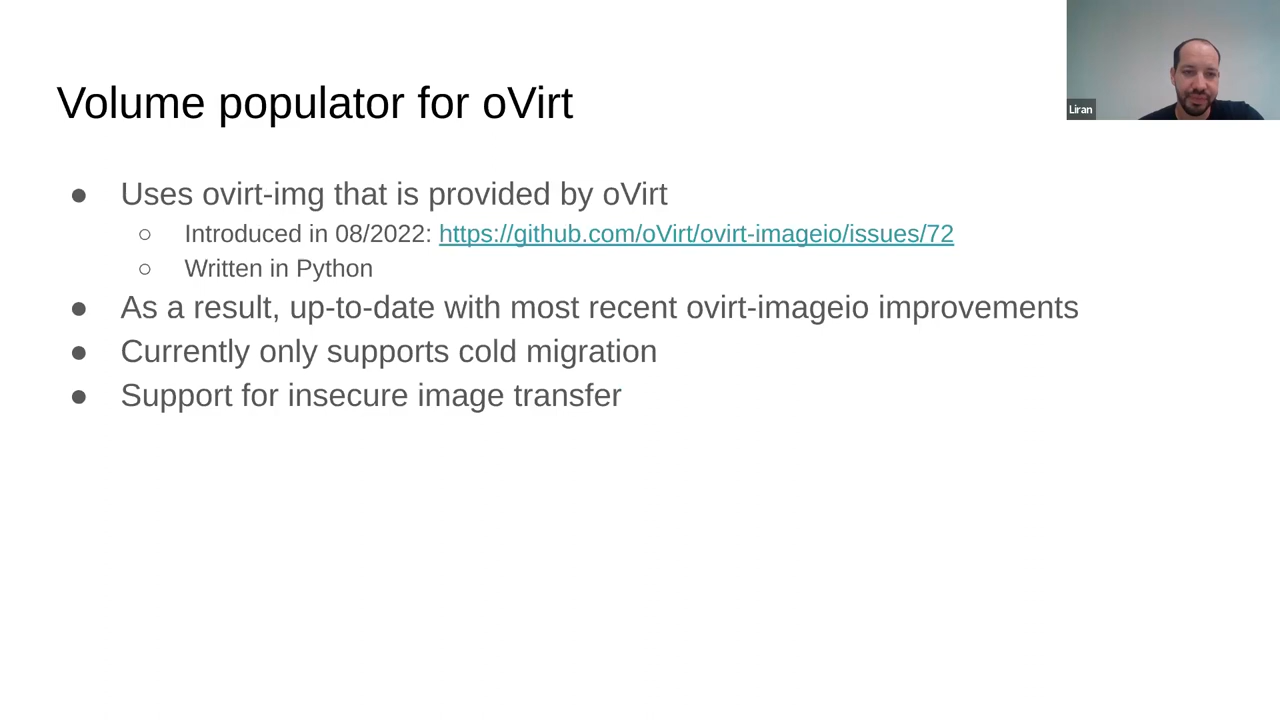 Liran
Volume populator for oVirt
● Uses ovirt-img that is provided by oVirt
○ Introduced in 08/2022: https://github.com/oVirt/ovirt-imageio/issues/72
○ Written in Python
● As a result, up-to-date with most recent ovirt-imageio improvements
● Currently only supports cold migration
● Support for insecure image transfer